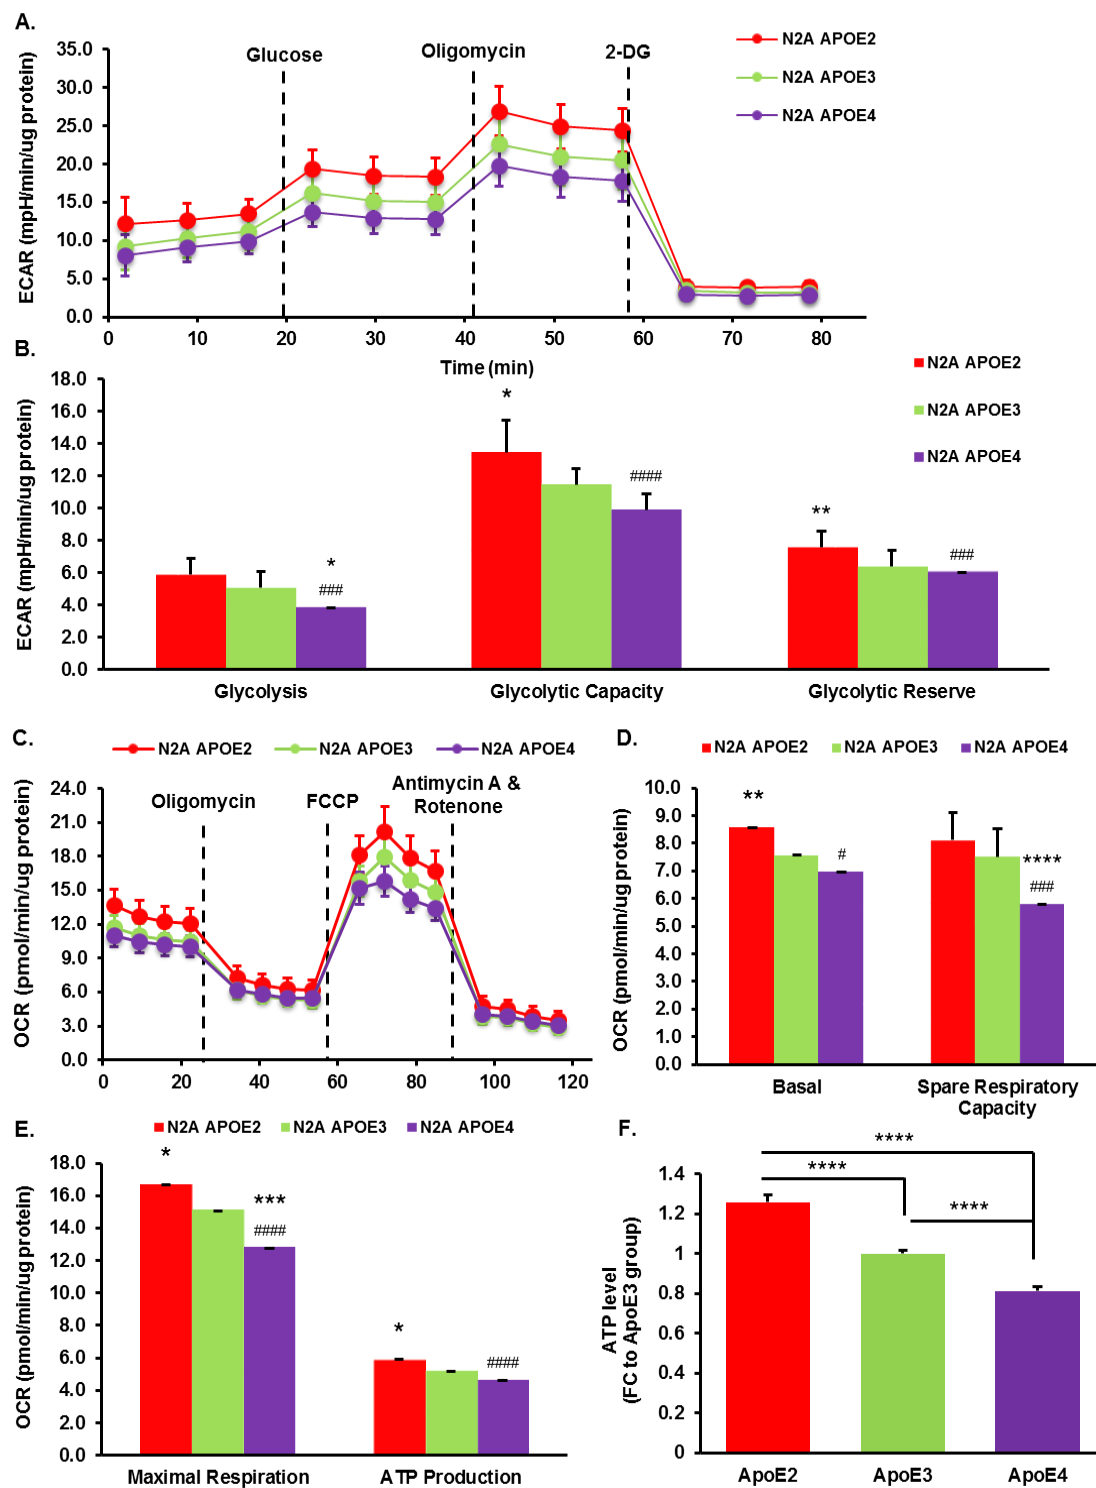 A.
Glucose
Oligomycin
2-DG
N2A APOE2
N2A APOE3
N2A APOE4
ECAR (mpH/min/ug protein)
35.0
30.0
25.0
20.0
15.0
10.0
5.0
0.0
0 10 20 30 40 50 60 70 80
Time (min)
B.
N2A APOE2
N2A APOE3
N2A APOE4
ECAR (mpH/min/ug protein)
18.0
16.0
14.0
12.0
10.0
8.0
6.0
4.0
2.0
0.0
*
###
*
####
**
###
Glycolysis Glycolytic Capacity Glycolytic Reserve
C.
N2A APOE2 N2A APOE3 N2A APOE4
Oligomycin
FCCP
Antimycin A &
Rotenone
OCR (pmol/min/ug protein)
24.0
21.0
18.0
15.0
12.0
9.0
6.0
3.0
0.0
0 20 40 60 80 100 120
D.
N2A APOE2 N2A APOE3 N2A APOE4
OCR (pmol/min/ug protein)
10.0
9.0
8.0
7.0
6.0
5.0
4.0
3.0
2.0
1.0
0.0
**
#
****
###
Basal
Spare Respiratory
Capacity
E.
N2A APOE2 N2A APOE3 N2A APOE4
OCR (pmol/min/ug protein)
18.0
16.0
14.0
12.0
10.0
8.0
6.0
4.0
2.0
0.0
*
***
####
*
####
Maximal Respiration ATP Production
F.
****
****
****
ATP level
(FC to ApoE3 group)
1.4
1.2
1
0.8
0.6
0.4
0.2
0
ApoE2 ApoE3 ApoE4